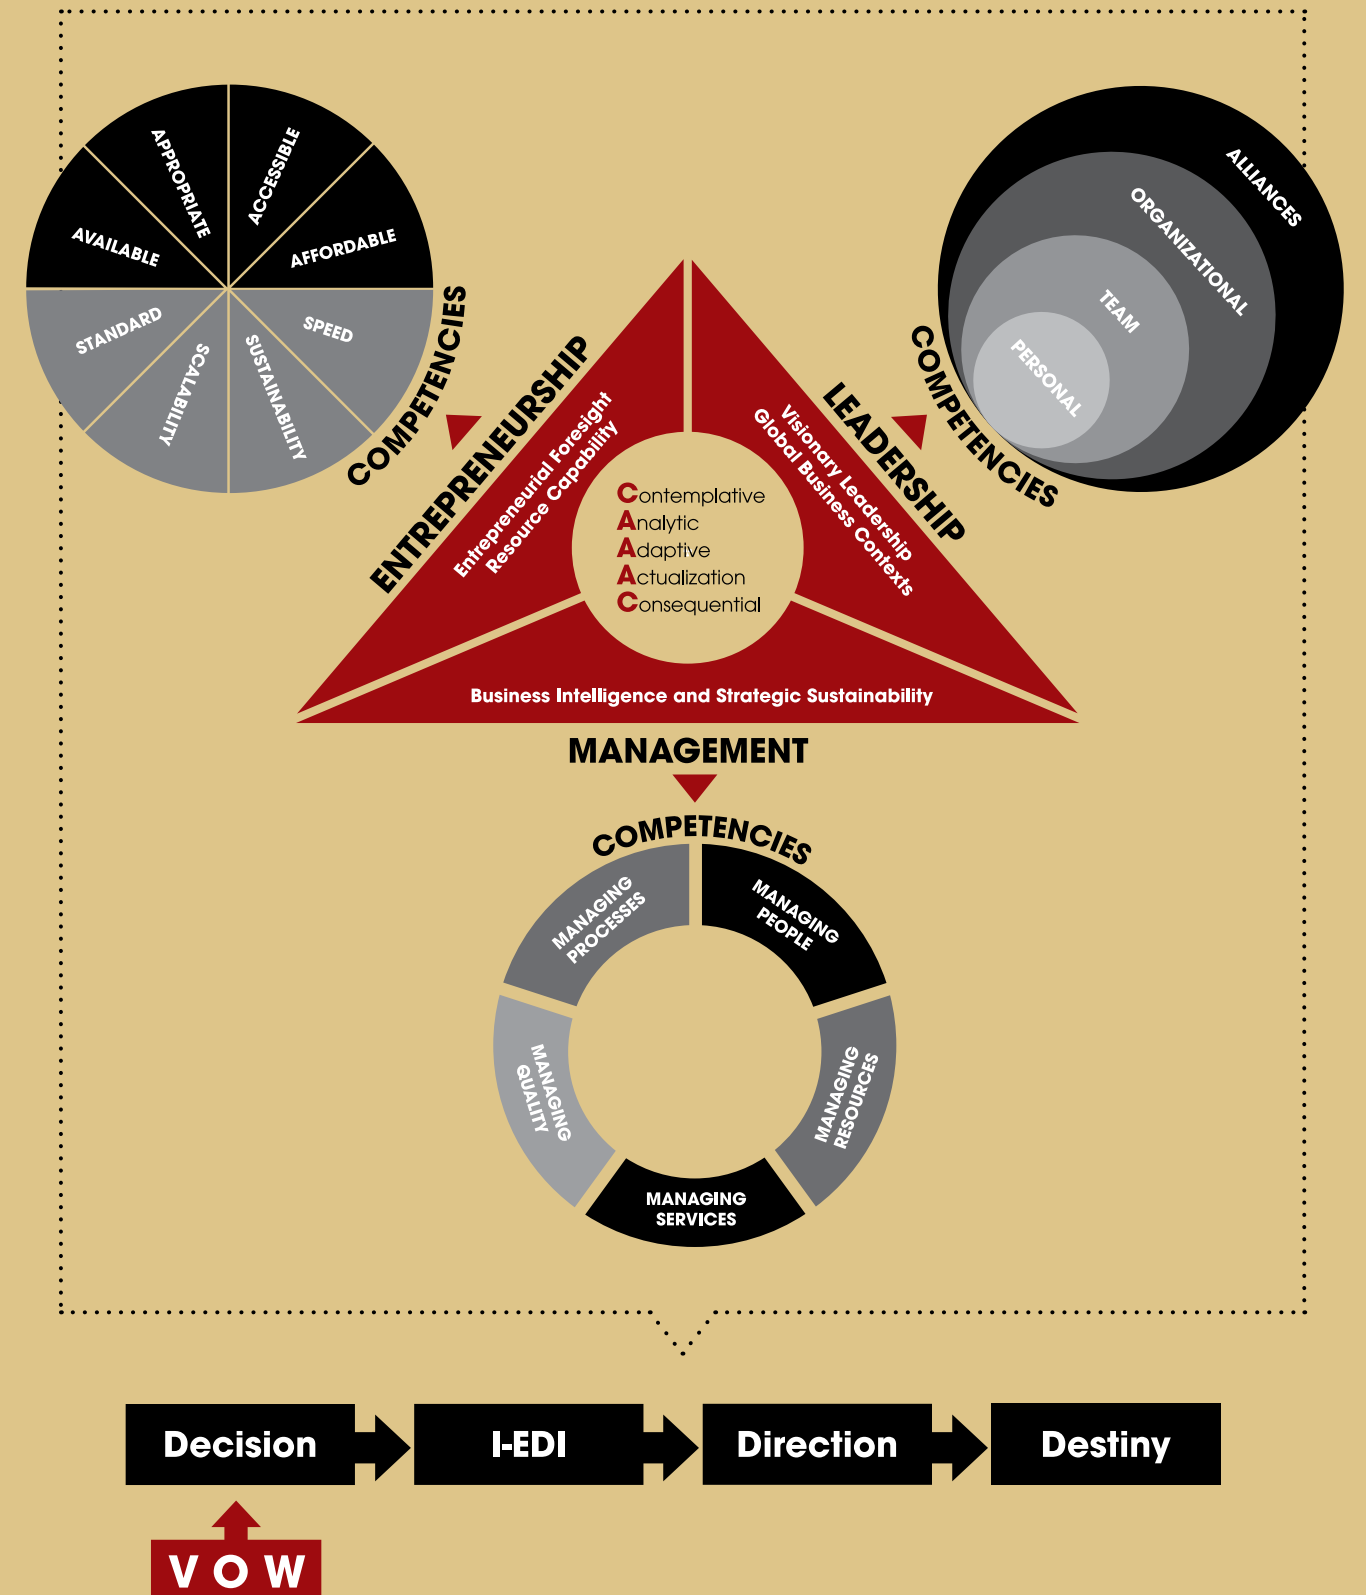 APPROPRIATE
ACCESSIBLE
AVAILABLE
AFFORDABLE
STANDARD
SPEED
SCALABILITY
SUSTAINABILITY
COMPETENCIES
ALLIANCES
ORGANIZATIONAL
TEAM
PERSONAL
COMPETENCIES
ENTREPRENEURSHIP
Entrepreneurial Foresight
Resource Capability
LEADERSHIP
Visionary Leadership
Global Business Contexts
Contemplative
Analytic
Adaptive
Actualization
Consequential
Business Intelligence and Strategic Sustainability
MANAGEMENT
COMPETENCIES
MANAGING
PROCESSES
MANAGING
PEOPLE
MANAGING
QUALITY
MANAGING
RESOURCES
MANAGING
SERVICES
Decision
I-EDI
Direction
Destiny
VOW